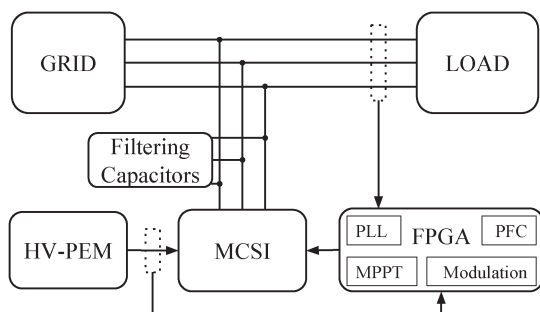 GRID
LOAD
Filtering
Capacitors
HV-PEM
MCSI
PLL
FPGA
PFC
MPPT
Modulation